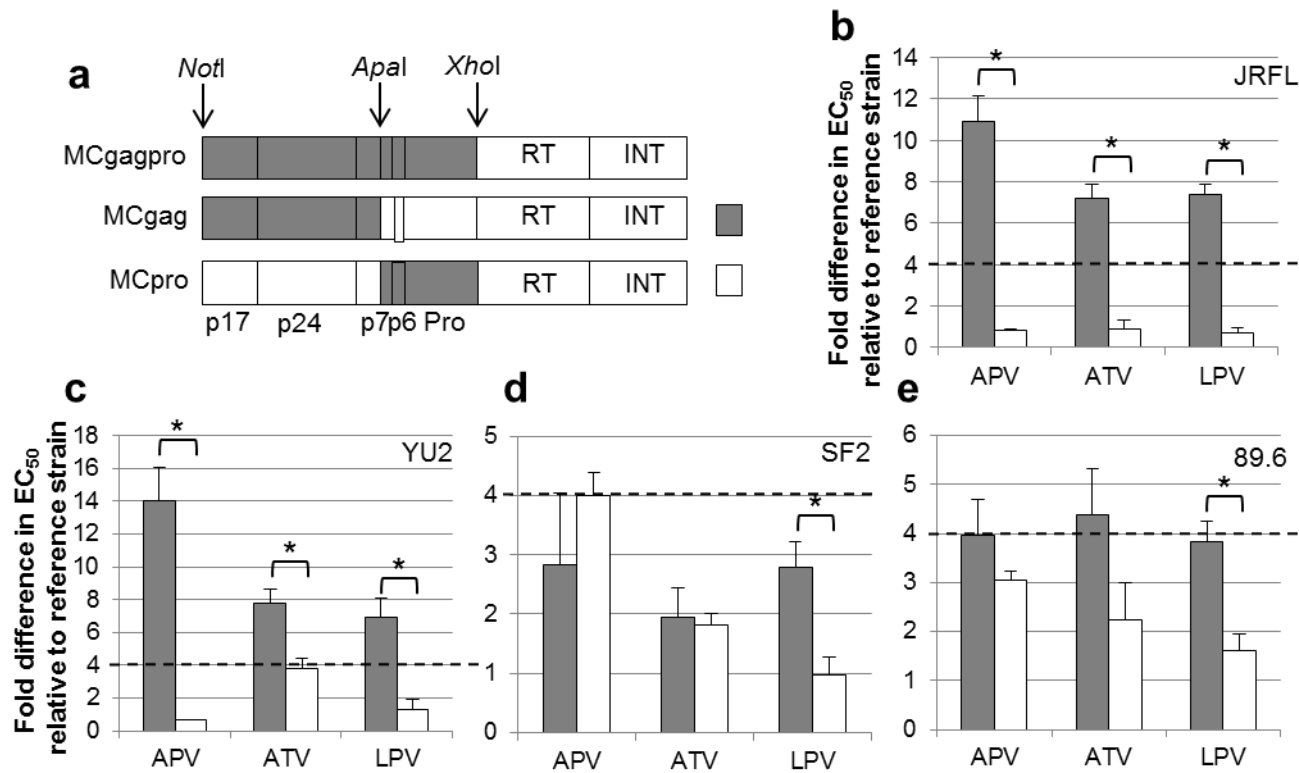 a
NotI ApaI XhoI
MCgagpro RT INT
MCgag RT INT
MCpro RT INT
p17 p24 p7p6 Pro
b
JRFL
Fold difference in EC50
relative to reference strain
14
12
10
8
6
4
2
0
* * *
APV ATV LPV
c
YU2
Fold difference in EC50
relative to reference strain
18
16
14
12
10
8
6
4
2
0
* * *
APV ATV LPV
d
SF2
5
4
3
2
1
0
*
APV ATV LPV
e
89.6
6
5
4
3
2
1
0
*
APV ATV LPV